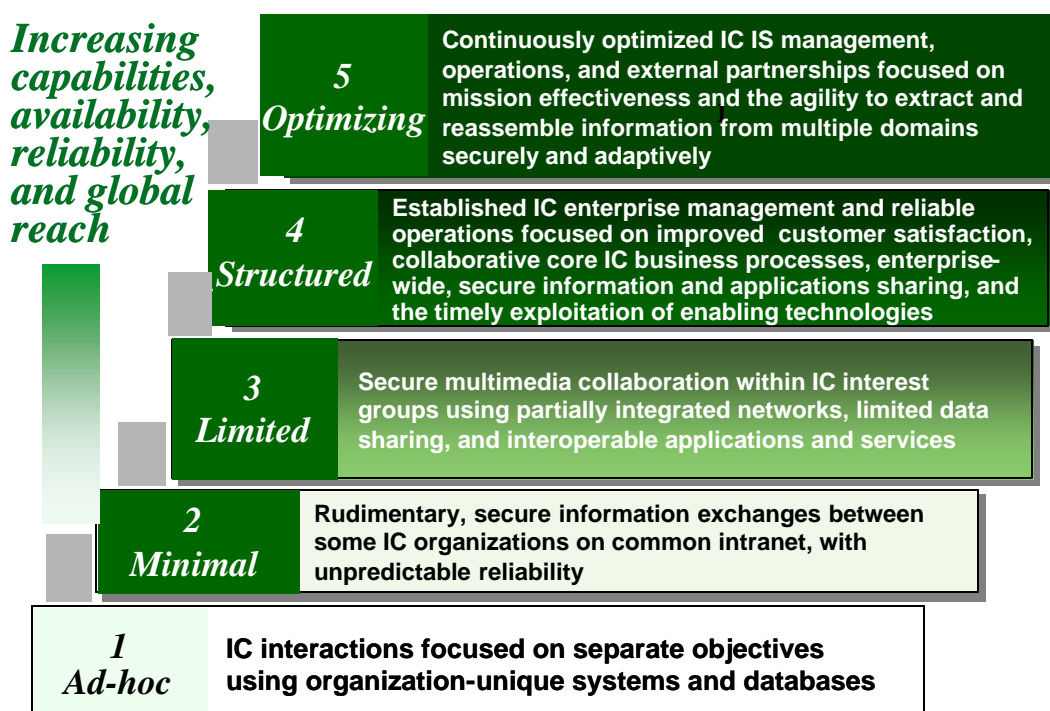 Increasing
capabilities,
availability,
reliability,
and global
reach
5
Optimizing
Continuously optimized IC IS management,
operations, and external partnerships focused on
mission effectiveness and the agility to extract and
reassemble information from multiple domains
securely and adaptively
4
Structured
Established IC enterprise management and reliable
operations focused on improved customer satisfaction,
collaborative core IC business processes, enterprise-
wide, secure information and applications sharing, and
the timely exploitation of enabling technologies
3
Limited
Secure multimedia collaboration within IC interest
groups using partially integrated networks, limited data
sharing, and interoperable applications and services
2
Minimal
Rudimentary, secure information exchanges between
some IC organizations on common intranet, with
unpredictable reliability
1
Ad-hoc
IC interactions focused on separate objectives
using organization-unique systems and databases